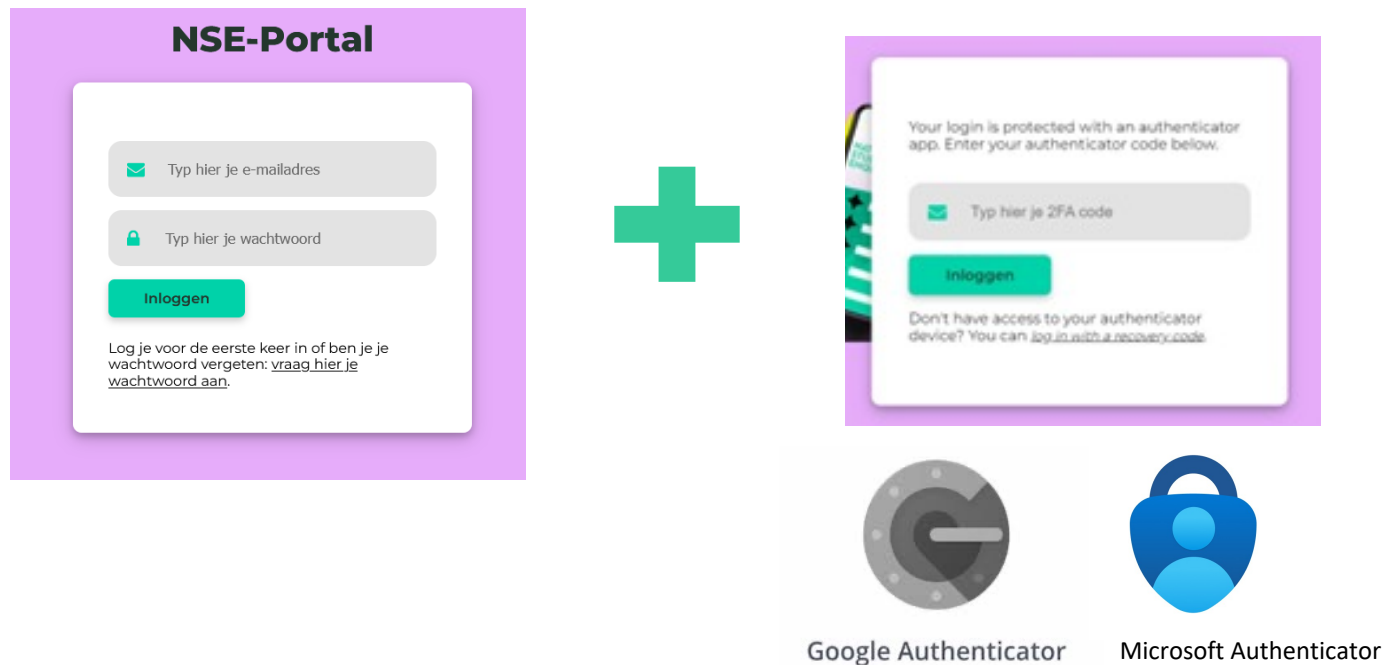 NSE-Portal
Typ hier je e-mailadres
Typ hier je wachtwoord
Inloggen
Log je voor de eerste keer in of ben je je
wachtwoord vergeten: vraag hier je
wachtwoord aan.
Your login is protected with an authenticator
app. Enter your authenticator code below.
Typ hier je 2FA code
Inloggen
Don't have access to your authenticator
device? You can log in with a recovery code.
Google Authenticator
Microsoft Authenticator